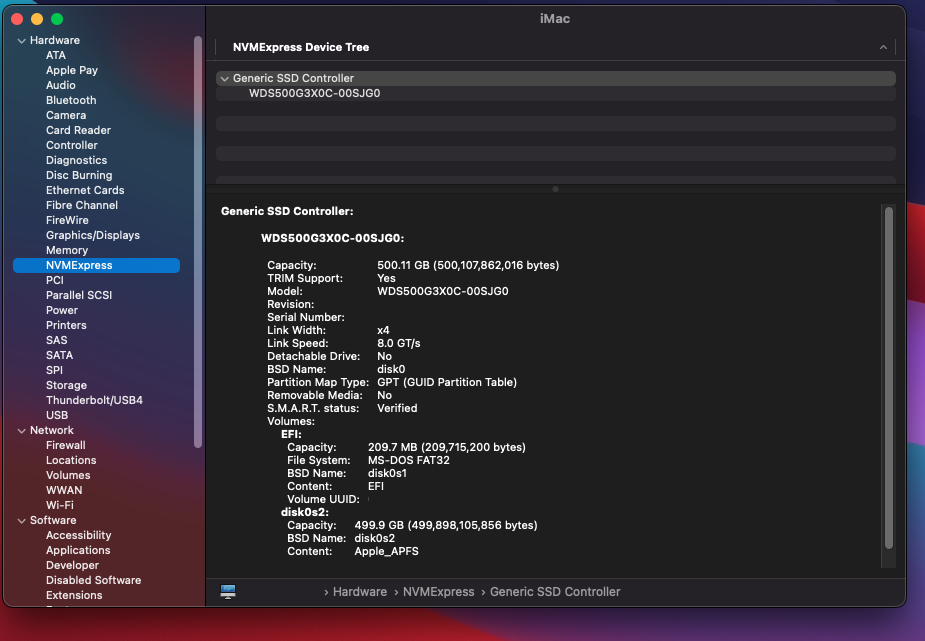 iMac
Hardware
ATA
Apple Pay
Audio
Bluetooth
Camera
Card Reader
Controller
Diagnostics
Disc Burning
Ethernet Cards
Fibre Channel
FireWire
Graphics/Displays
Memory
NVMExpress
PCI
Parallel SCSI
Power
Printers
SAS
SATA
SPI
Storage
Thunderbolt/USB4
USB
Network
Firewall
Locations
Volumes
WWAN
Wi-Fi
Software
Accessibility
Applications
Developer
Disabled Software
Extensions
NVMExpress Device Tree
Generic SSD Controller
WDS500G3X0C-00SJG0
Generic SSD Controller:
WDS500G3X0C-00SJG0:
Capacity: 500.11 GB (500,107,862,016 bytes)
TRIM Support: Yes
Model: WDS500G3X0C-00SJG0
Revision:
Serial Number:
Link Width: x4
Link Speed: 8.0 GT/s
Detachable Drive: No
BSD Name: disk0
Partition Map Type: GPT (GUID Partition Table)
Removable Media: No
S.M.A.R.T. status: Verified
Volumes:
EFI:
Capacity: 209.7 MB (209,715,200 bytes)
File System: MS-DOS FAT32
BSD Name: disk0s1
Content: EFI
Volume UUID:
disk0s2:
Capacity: 499.9 GB (499,898,105,856 bytes)
BSD Name: disk0s2
Content: Apple_APFS
› Hardware › NVMExpress › Generic SSD Controller